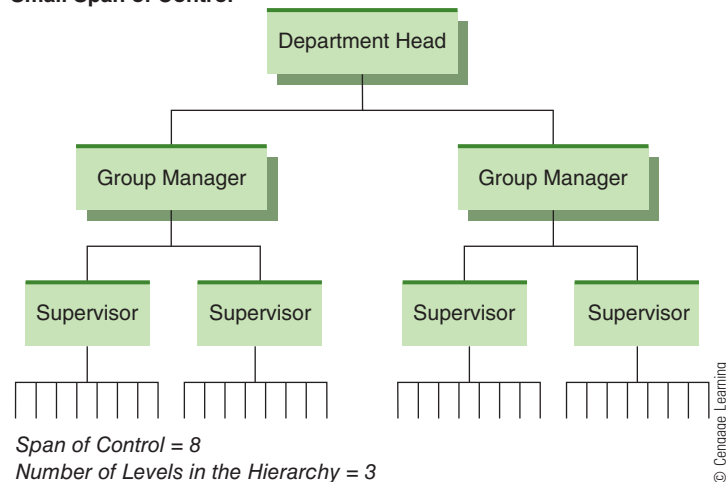 Small Span of Control
Department Head
Group Manager
Group Manager
Supervisor
Supervisor
Supervisor
Supervisor
Span of Control = 8
Number of Levels in the Hierarchy = 3
© Cengage Learning